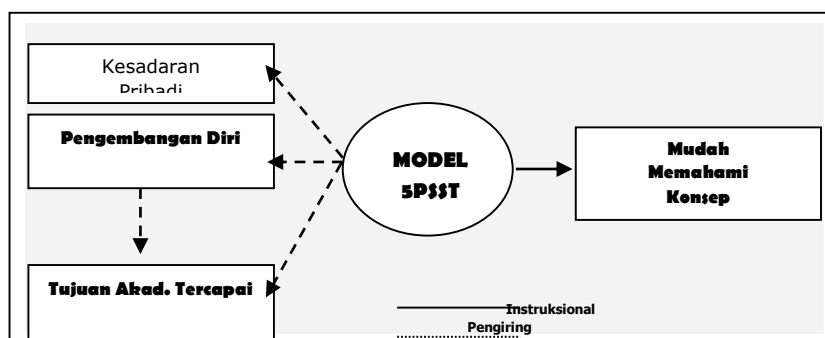 Kesadaran
Pribadi
Pengembangan Diri
Tujuan Akad. Tercapai
MODEL
5PSST
Mudah
Memahami
Konsep
Instruksional
Pengiring